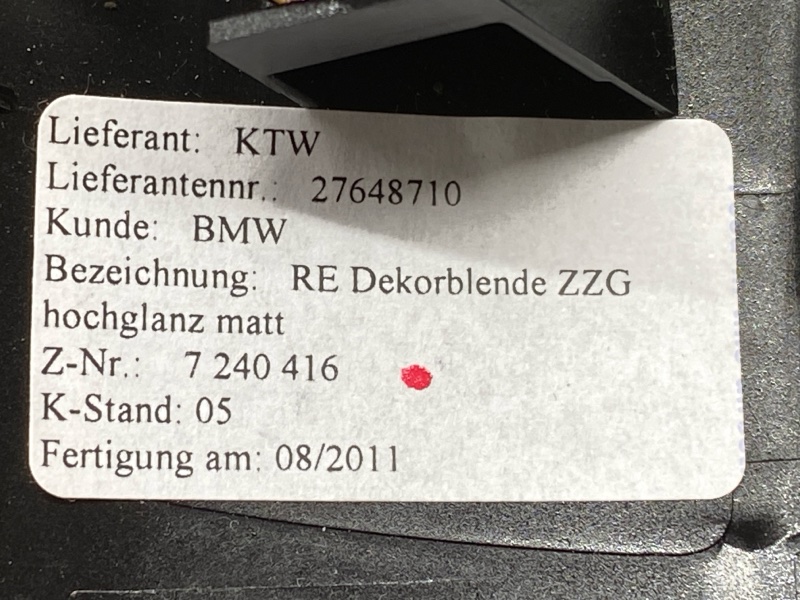 Lieferant: KTW
Lieferantennr.: 27648710
Kunde: BMW
Bezeichnung: RE Dekorblende ZZG
hochglanz matt
Z-Nr.: 7 240 416
K-Stand: 05
Fertigung am: 08/2011